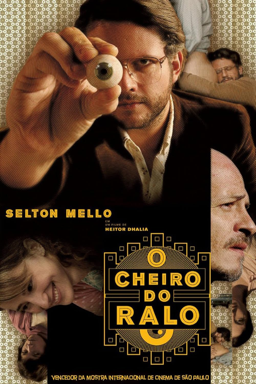 SELTON MELLO
EM
UM FILME DE
HEITOR DHALIA
O
CHEIRO
DO
RALO
VENCEDOR DA MOSTRA INTERNACIONAL DE CINEMA DE SÃO PAULO